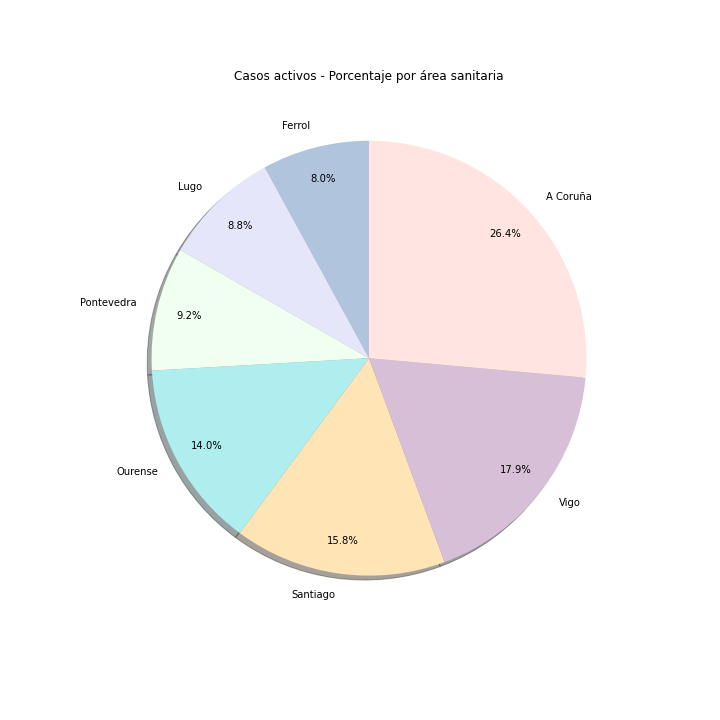 Casos activos - Porcentaje por área sanitaria
Ferrol
8.0%
Lugo
8.8%
A Coruña
26.4%
Pontevedra
9.2%
Ourense
14.0%
Vigo
17.9%
Santiago
15.8%